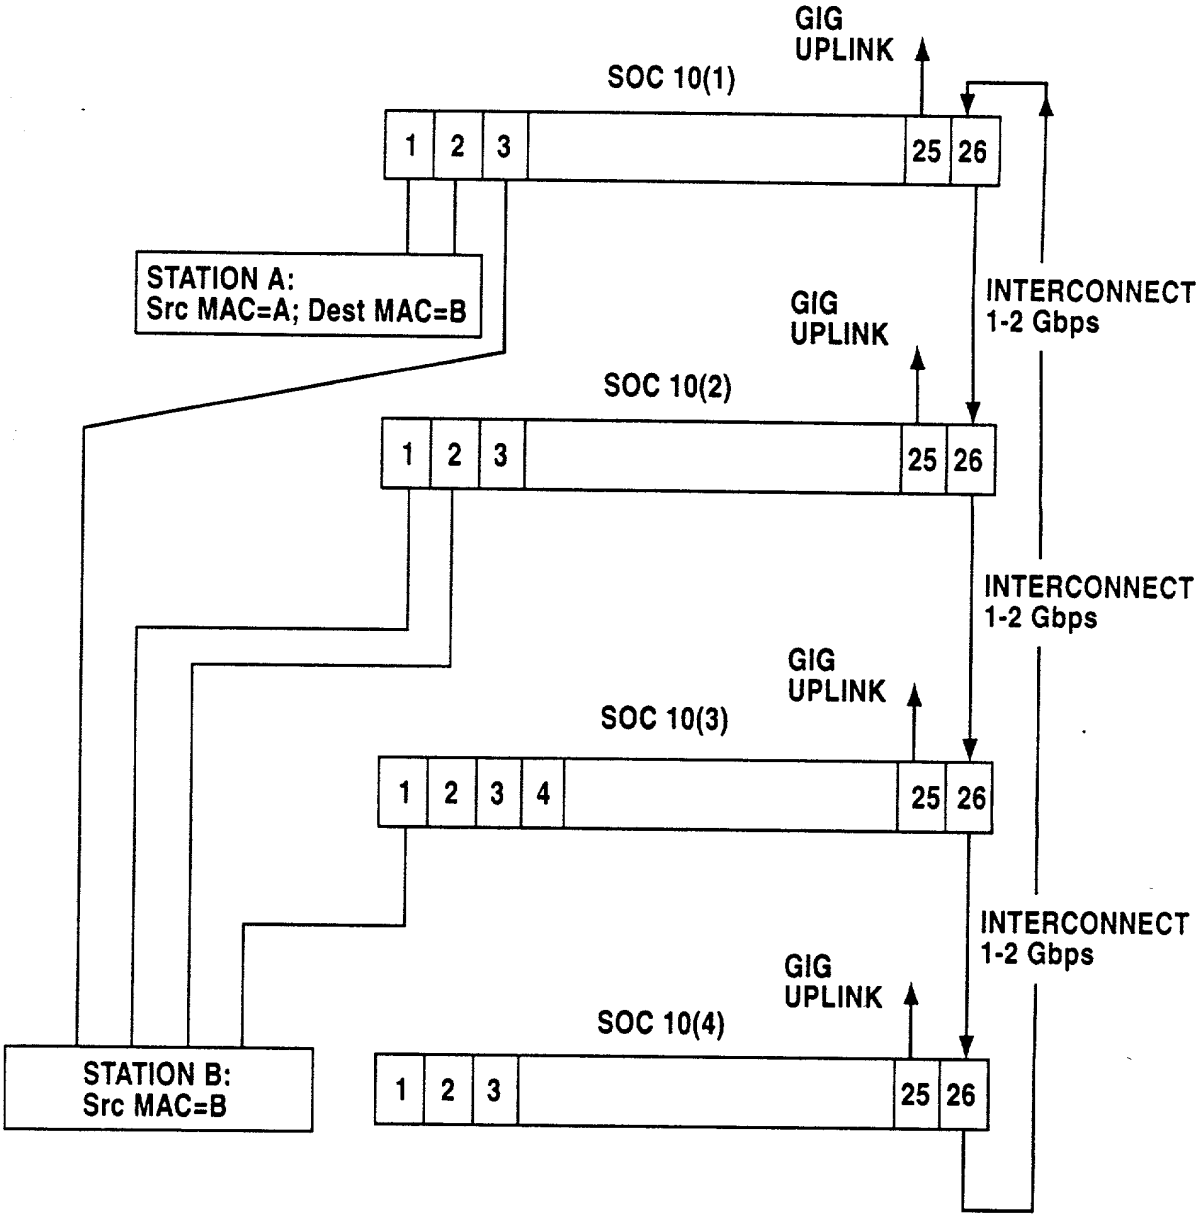 GIG
UPLINK
SOC 10(1)
1 2 3 25 26
STATION A:
Src MAC=A; Dest MAC=B
INTERCONNECT
1-2 Gbps
GIG
UPLINK
SOC 10(2)
1 2 3 25 26
INTERCONNECT
1-2 Gbps
GIG
UPLINK
SOC 10(3)
1 2 3 4 25 26
INTERCONNECT
1-2 Gbps
GIG
UPLINK
SOC 10(4)
1 2 3 25 26
STATION B:
Src MAC=B